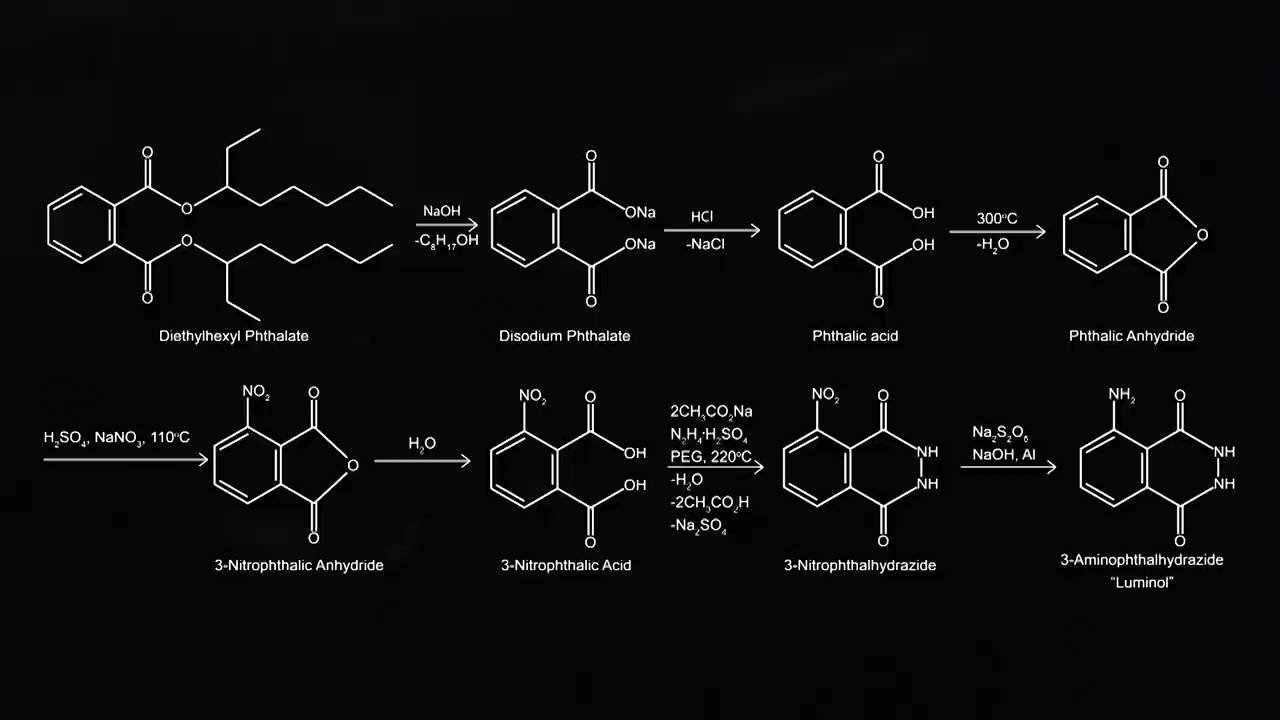 O
O
O
O
NaOH
-C₈H₁₇OH
O
ONa
ONa
O
HCl
-NaCl
O
OH
OH
O
300°C
-H₂O
O
O
O
Diethylhexyl Phthalate
Disodium Phthalate
Phthalic acid
Phthalic Anhydride
H₂SO₄, NaNO₃, 110°C
NO₂
O
O
O
H₂O
NO₂
O
OH
OH
O
2CH₃CO₂Na
N₂H₄·H₂SO₄
PEG, 220°C
-H₂O
-2CH₃CO₂H
-Na₂SO₄
NO₂
O
NH
NH
O
Na₂S₂O₆
NaOH, Al
NH₂
O
NH
NH
O
3-Nitrophthalic Anhydride
3-Nitrophthalic Acid
3-Nitrophthalhydrazide
3-Aminophthalhydrazide
“Luminol”